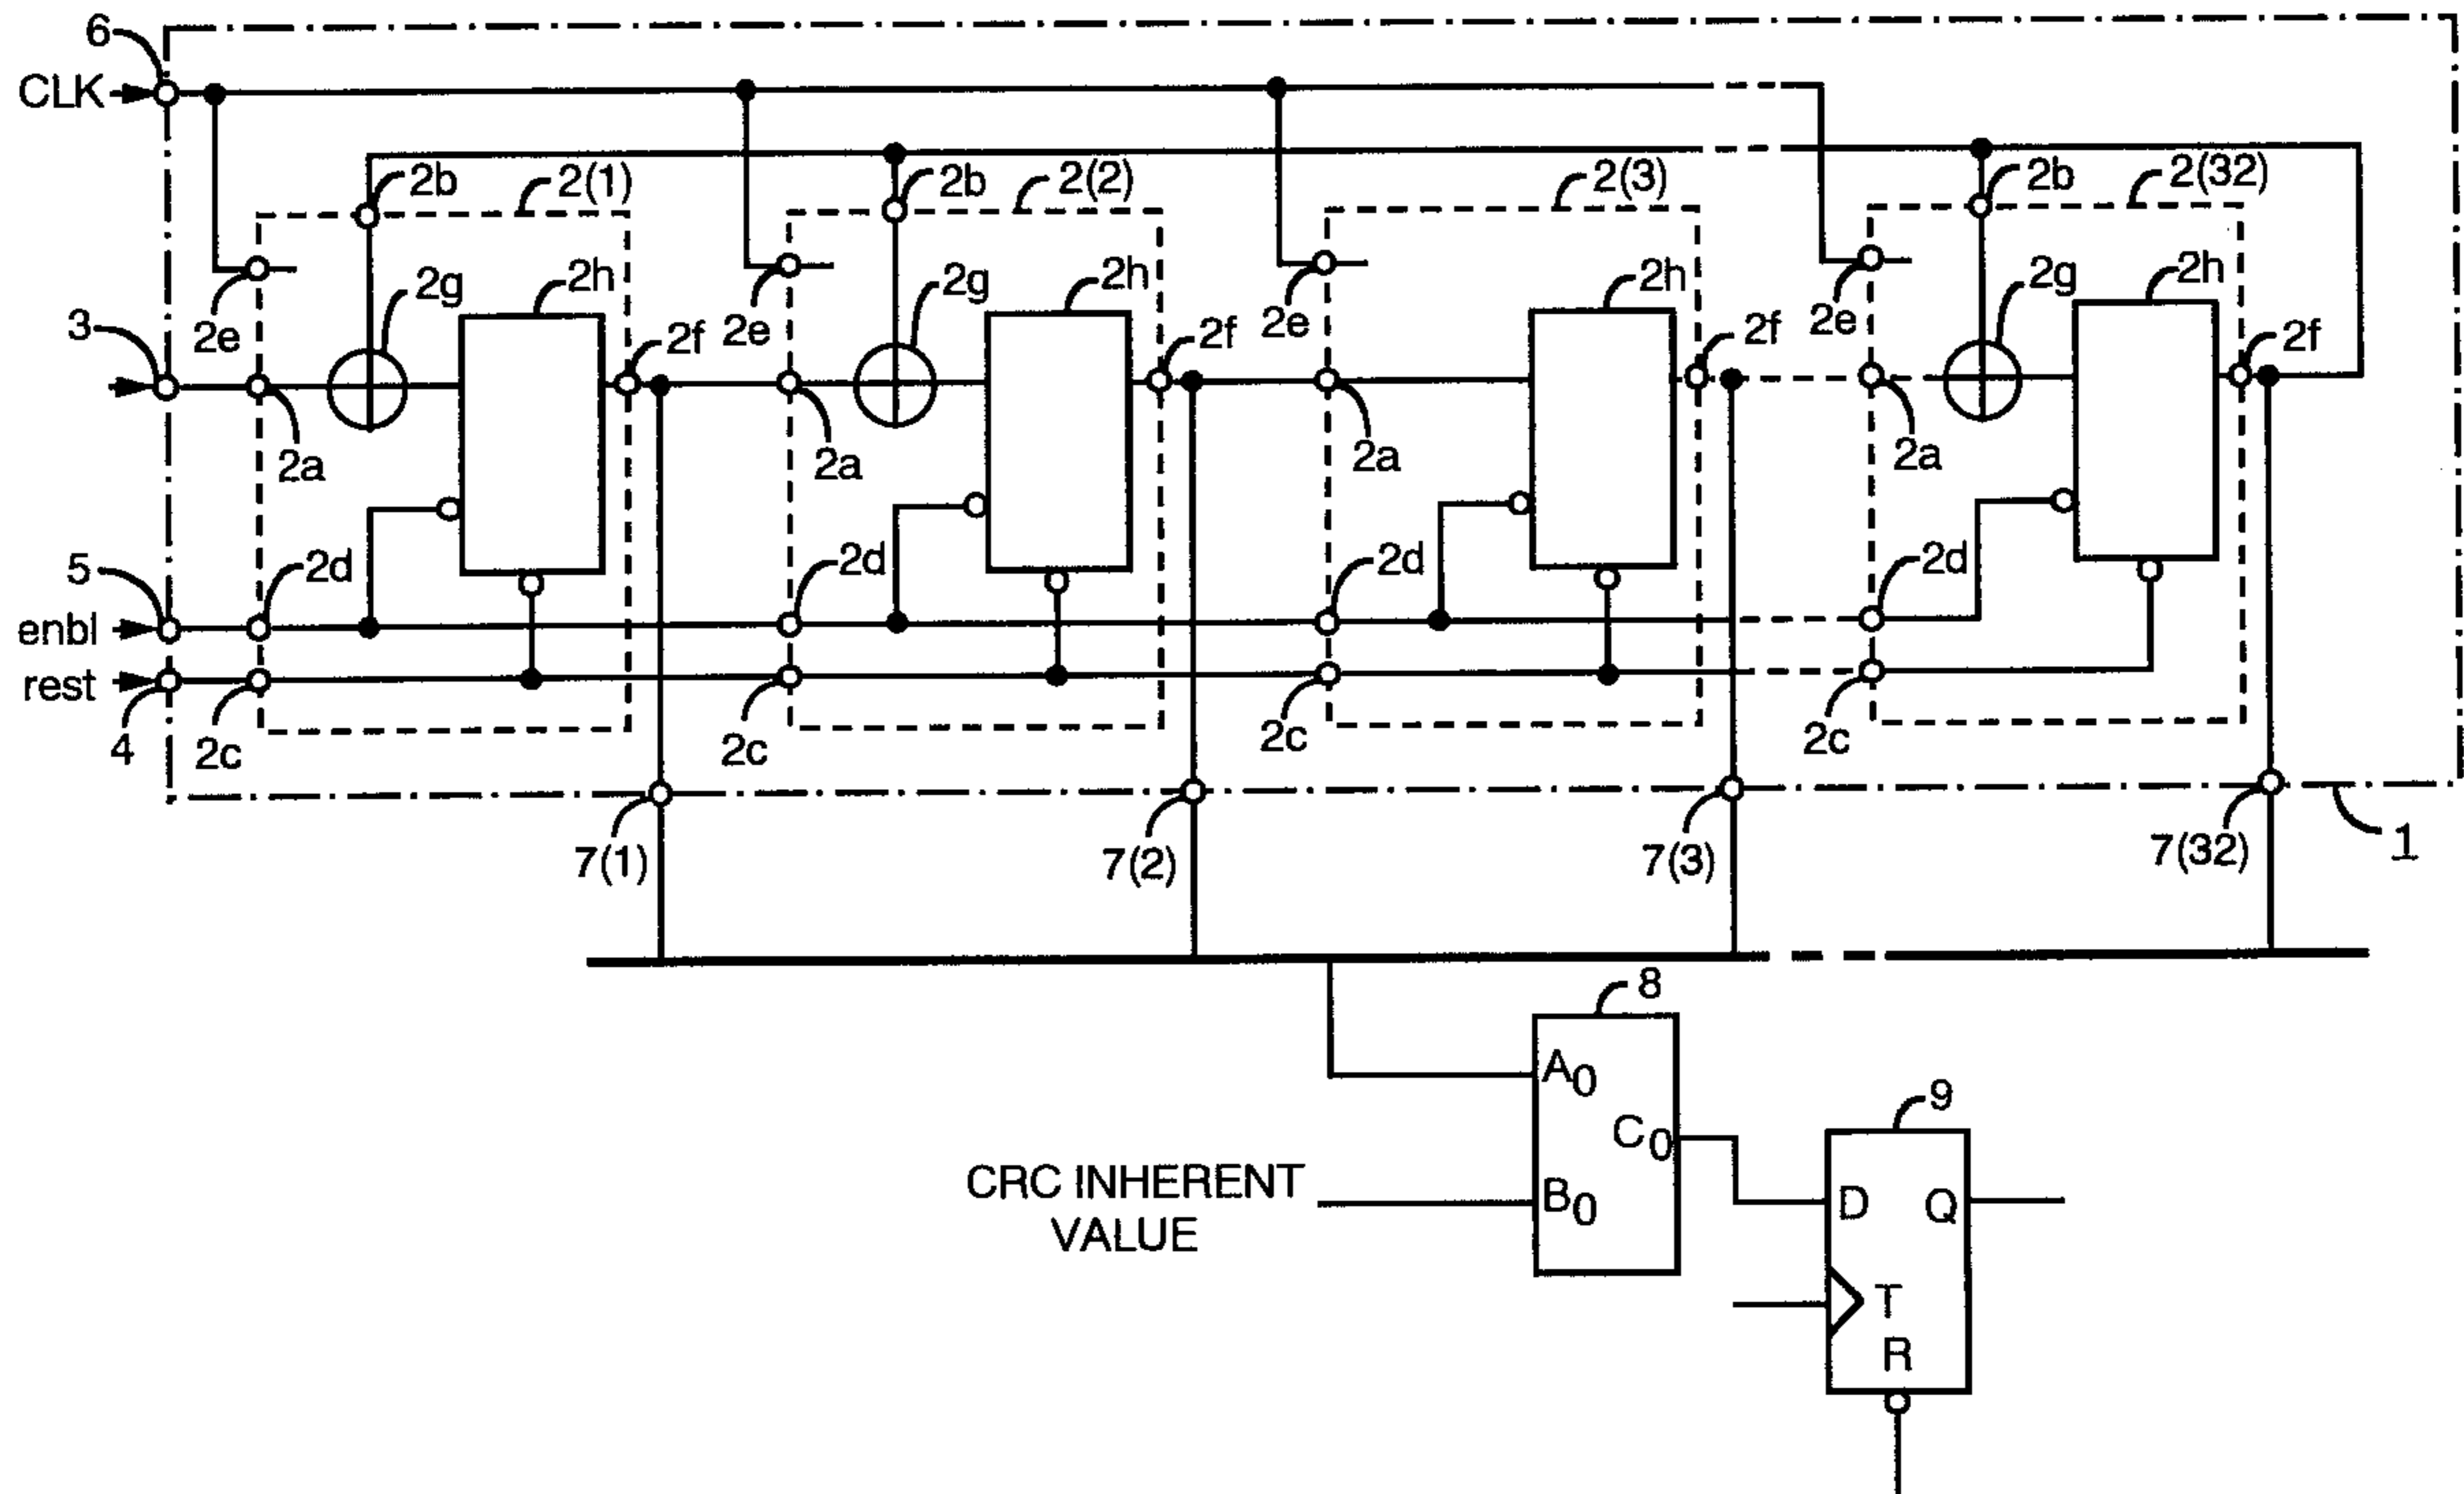 6
CLK
2b 2(1) 2b 2(2) 2(3) 2b 2(32)
2g 2h 2g 2h 2h 2g 2h
3 2e 2f 2e 2f 2e 2f 2e 2f
2a 2a 2a 2a
5 2d 2d 2d 2d
enbl
rest
4 2c 2c 2c 2c
7(1) 7(2) 7(3) 7(32) 1
8
A0
C0
9
CRC INHERENT
VALUE
B0
D Q
T
R